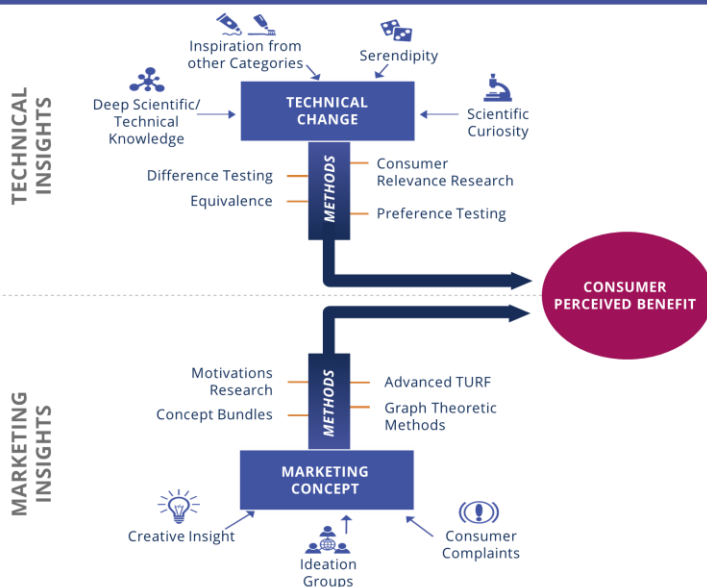 TECHNICAL
INSIGHTS
Inspiration from
other Categories
Serendipity
Deep Scientific/
Technical
Knowledge
TECHNICAL
CHANGE
Scientific
Curiosity
METHODS
Difference Testing
Equivalence
Consumer
Relevance Research
Preference Testing
CONSUMER
PERCEIVED BENEFIT
MARKETING
INSIGHTS
METHODS
Motivations
Research
Concept Bundles
Advanced TURF
Graph Theoretic
Methods
MARKETING
CONCEPT
Creative Insight
Ideation
Groups
Consumer
Complaints